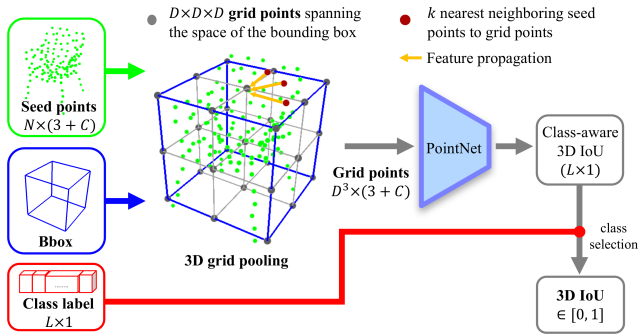 D×D×D grid points spanning
the space of the bounding box
k nearest neighboring seed
points to grid points
Feature propagation
Seed points
N×(3 + C)
Bbox
......
Class label
L×1
3D grid pooling
Grid points
D³×(3 + C)
PointNet
Class-aware
3D IoU
(L×1)
class
selection
3D IoU
∈ [0, 1]